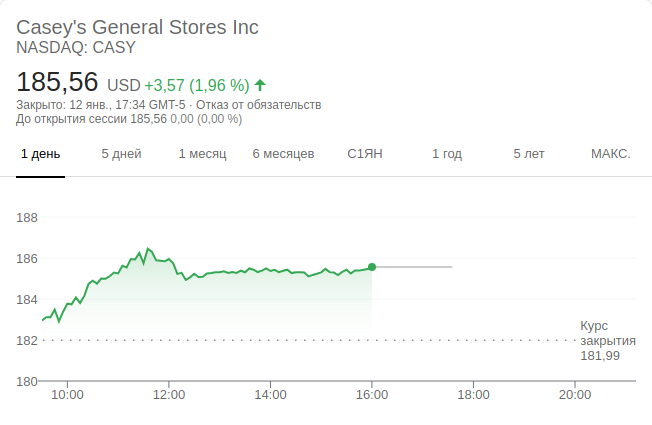 Casey's General Stores Inc
NASDAQ: CASY
185,56 USD +3,57 (1,96 %)
Закрыто: 12 янв., 17:34 GMT-5 · Отказ от обязательств
До открытия сессии 185,56 0,00 (0,00 %)
1 день 5 дней 1 месяц 6 месяцев С1ЯН 1 год 5 лет МАКС.
188
186
184
182
180
Курс
закрытия
181,99
10:00 12:00 14:00 16:00 18:00 20:00